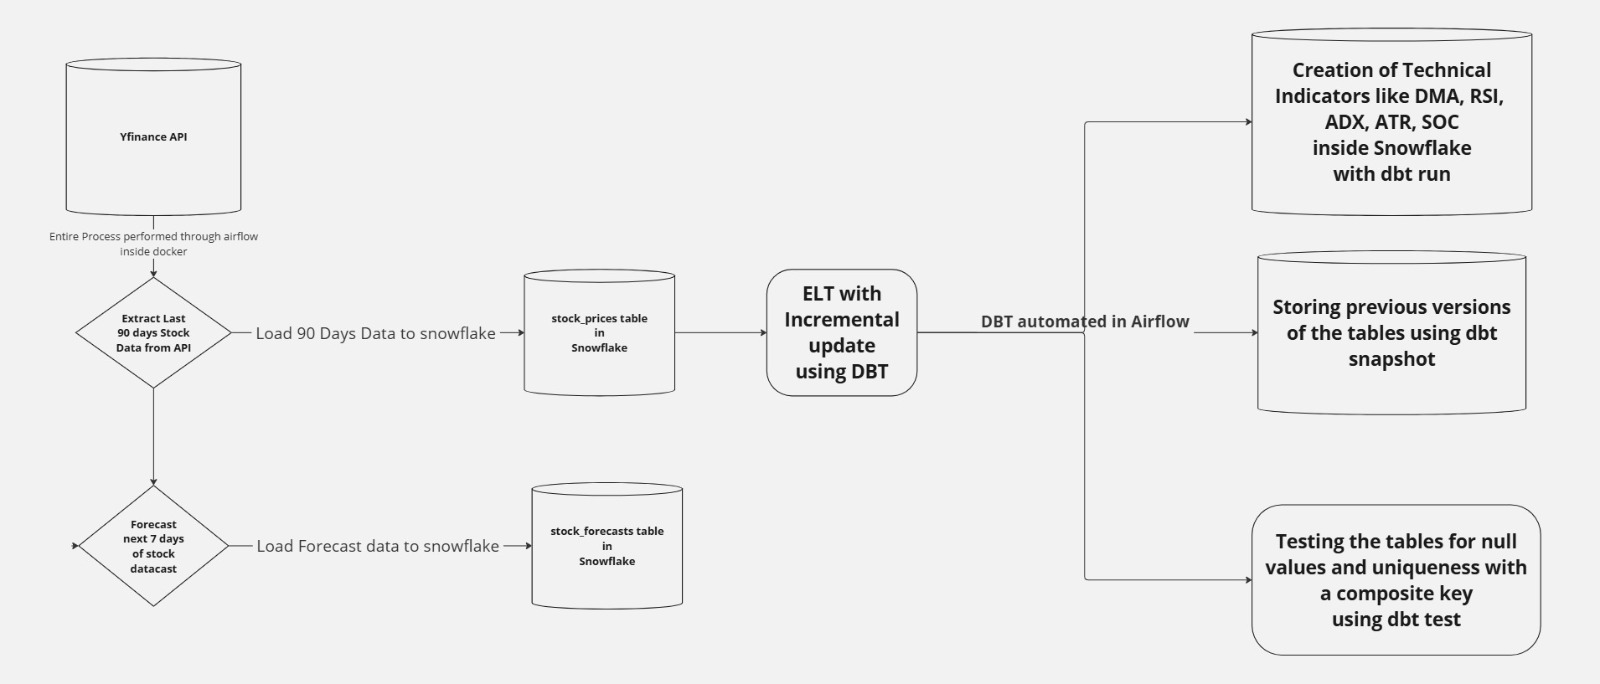 Yfinance API
Entire Process performed through airflow
inside docker
Extract Last
90 days Stock
Data from API
Load 90 Days Data to snowflake
stock_prices table
in
Snowflake
Forecast
next 7 days
of stock
datacast
Load Forecast data to snowflake
stock_forecasts table
in
Snowflake
ELT with
Incremental
update
using DBT
DBT automated in Airflow
Creation of Technical
Indicators like DMA, RSI,
ADX, ATR, SOC
inside Snowflake
with dbt run
Storing previous versions
of the tables using dbt
snapshot
Testing the tables for null
values and uniqueness with
a composite key
using dbt test